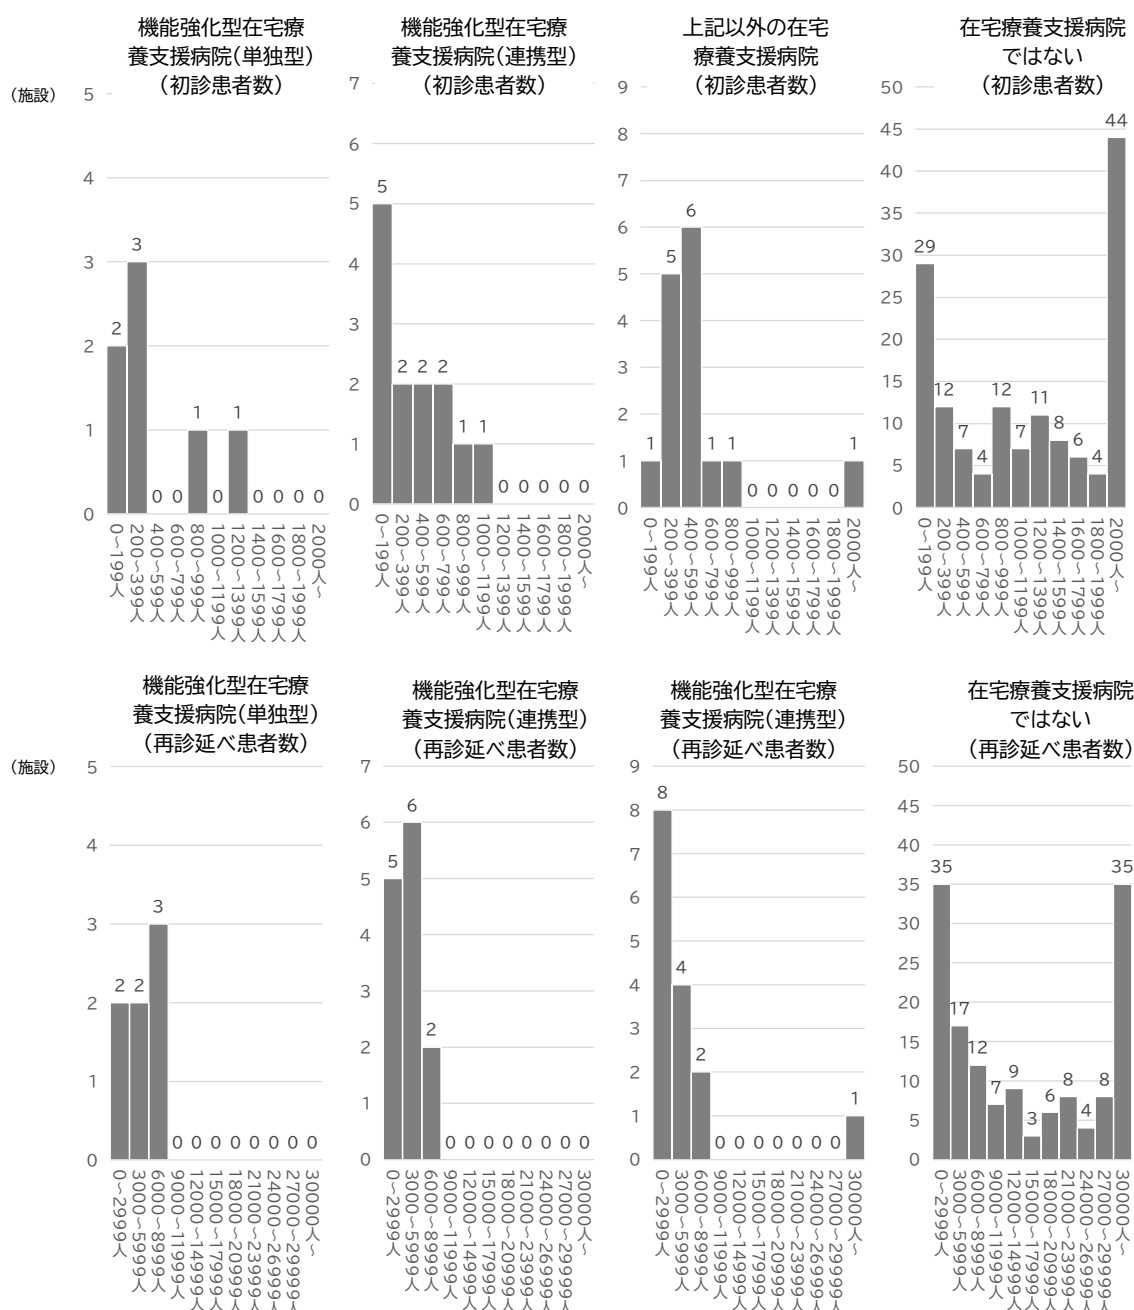 機能強化型在宅療
養支援病院（単独型）
（初診患者数）
（施設）
5
4
3
2
1
0
2
3
0
0
1
0
1
0
0
0
0
0～199人
200～399人
400～599人
600～799人
800～999人
1000～1199人
1200～1399人
1400～1599人
1600～1799人
1800～1999人
2000人～
機能強化型在宅療
養支援病院（連携型）
（初診患者数）
7
6
5
4
3
2
1
0
5
2
2
2
1
1
0
0
0
0
0
0～199人
200～399人
400～599人
600～799人
800～999人
1000～1199人
1200～1399人
1400～1599人
1600～1799人
1800～1999人
2000人～
上記以外の在宅
療養支援病院
（初診患者数）
9
8
7
6
5
4
3
2
1
0
1
5
6
1
1
0
0
0
0
0
1
0～199人
200～399人
400～599人
600～799人
800～999人
1000～1199人
1200～1399人
1400～1599人
1600～1799人
1800～1999人
2000人～
在宅療養支援病院
ではない
（初診患者数）
50
45
40
35
30
25
20
15
10
5
0
29
12
7
4
12
7
11
8
6
4
44
0～199人
200～399人
400～599人
600～799人
800～999人
1000～1199人
1200～1399人
1400～1599人
1600～1799人
1800～1999人
2000人～
機能強化型在宅療
養支援病院（単独型）
（再診延べ患者数）
（施設）
5
4
3
2
1
0
2
2
3
0
0
0
0
0
0
0
0
0～2999人
3000～5999人
6000～8999人
9000～11999人
12000～14999人
15000～17999人
18000～20999人
21000～23999人
24000～26999人
27000～29999人
30000人～
機能強化型在宅療
養支援病院（連携型）
（再診延べ患者数）
7
6
5
4
3
2
1
0
5
6
2
0
0
0
0
0
0
0
0
0～2999人
3000～5999人
6000～8999人
9000～11999人
12000～14999人
15000～17999人
18000～20999人
21000～23999人
24000～26999人
27000～29999人
30000人～
機能強化型在宅療
養支援病院（連携型）
（再診延べ患者数）
9
8
7
6
5
4
3
2
1
0
8
4
2
0
0
0
0
0
0
0
1
0～2999人
3000～5999人
6000～8999人
9000～11999人
12000～14999人
15000～17999人
18000～20999人
21000～23999人
24000～26999人
27000～29999人
30000人～
在宅療養支援病院
ではない
（再診延べ患者数）
50
45
40
35
30
25
20
15
10
5
0
35
17
12
7
9
3
6
8
4
8
35
0～2999人
3000～5999人
6000～8999人
9000～11999人
12000～14999人
15000～17999人
18000～20999人
21000～23999人
24000～26999人
27000～29999人
30000人～